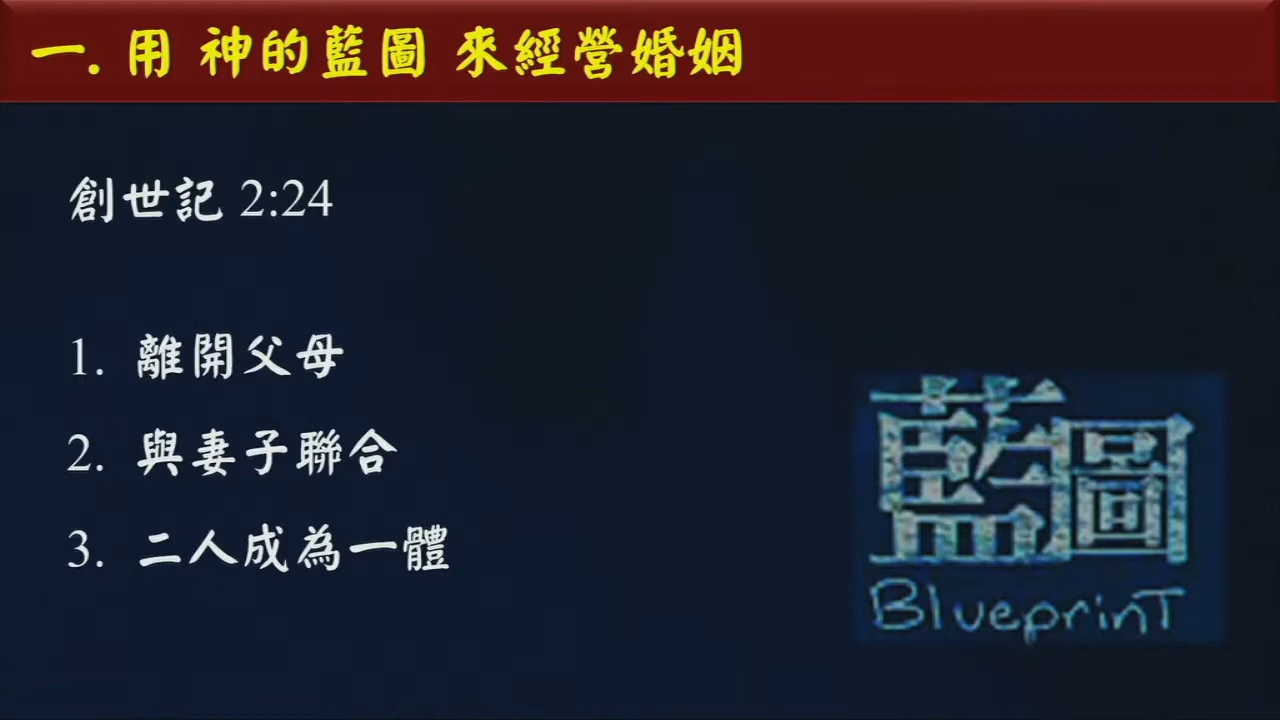 一. 用 神的藍圖 來經營婚姻
創世記 2:24
1. 離開父母
2. 與妻子聯合
3. 二人成為一體
藍圖
BlueprinT